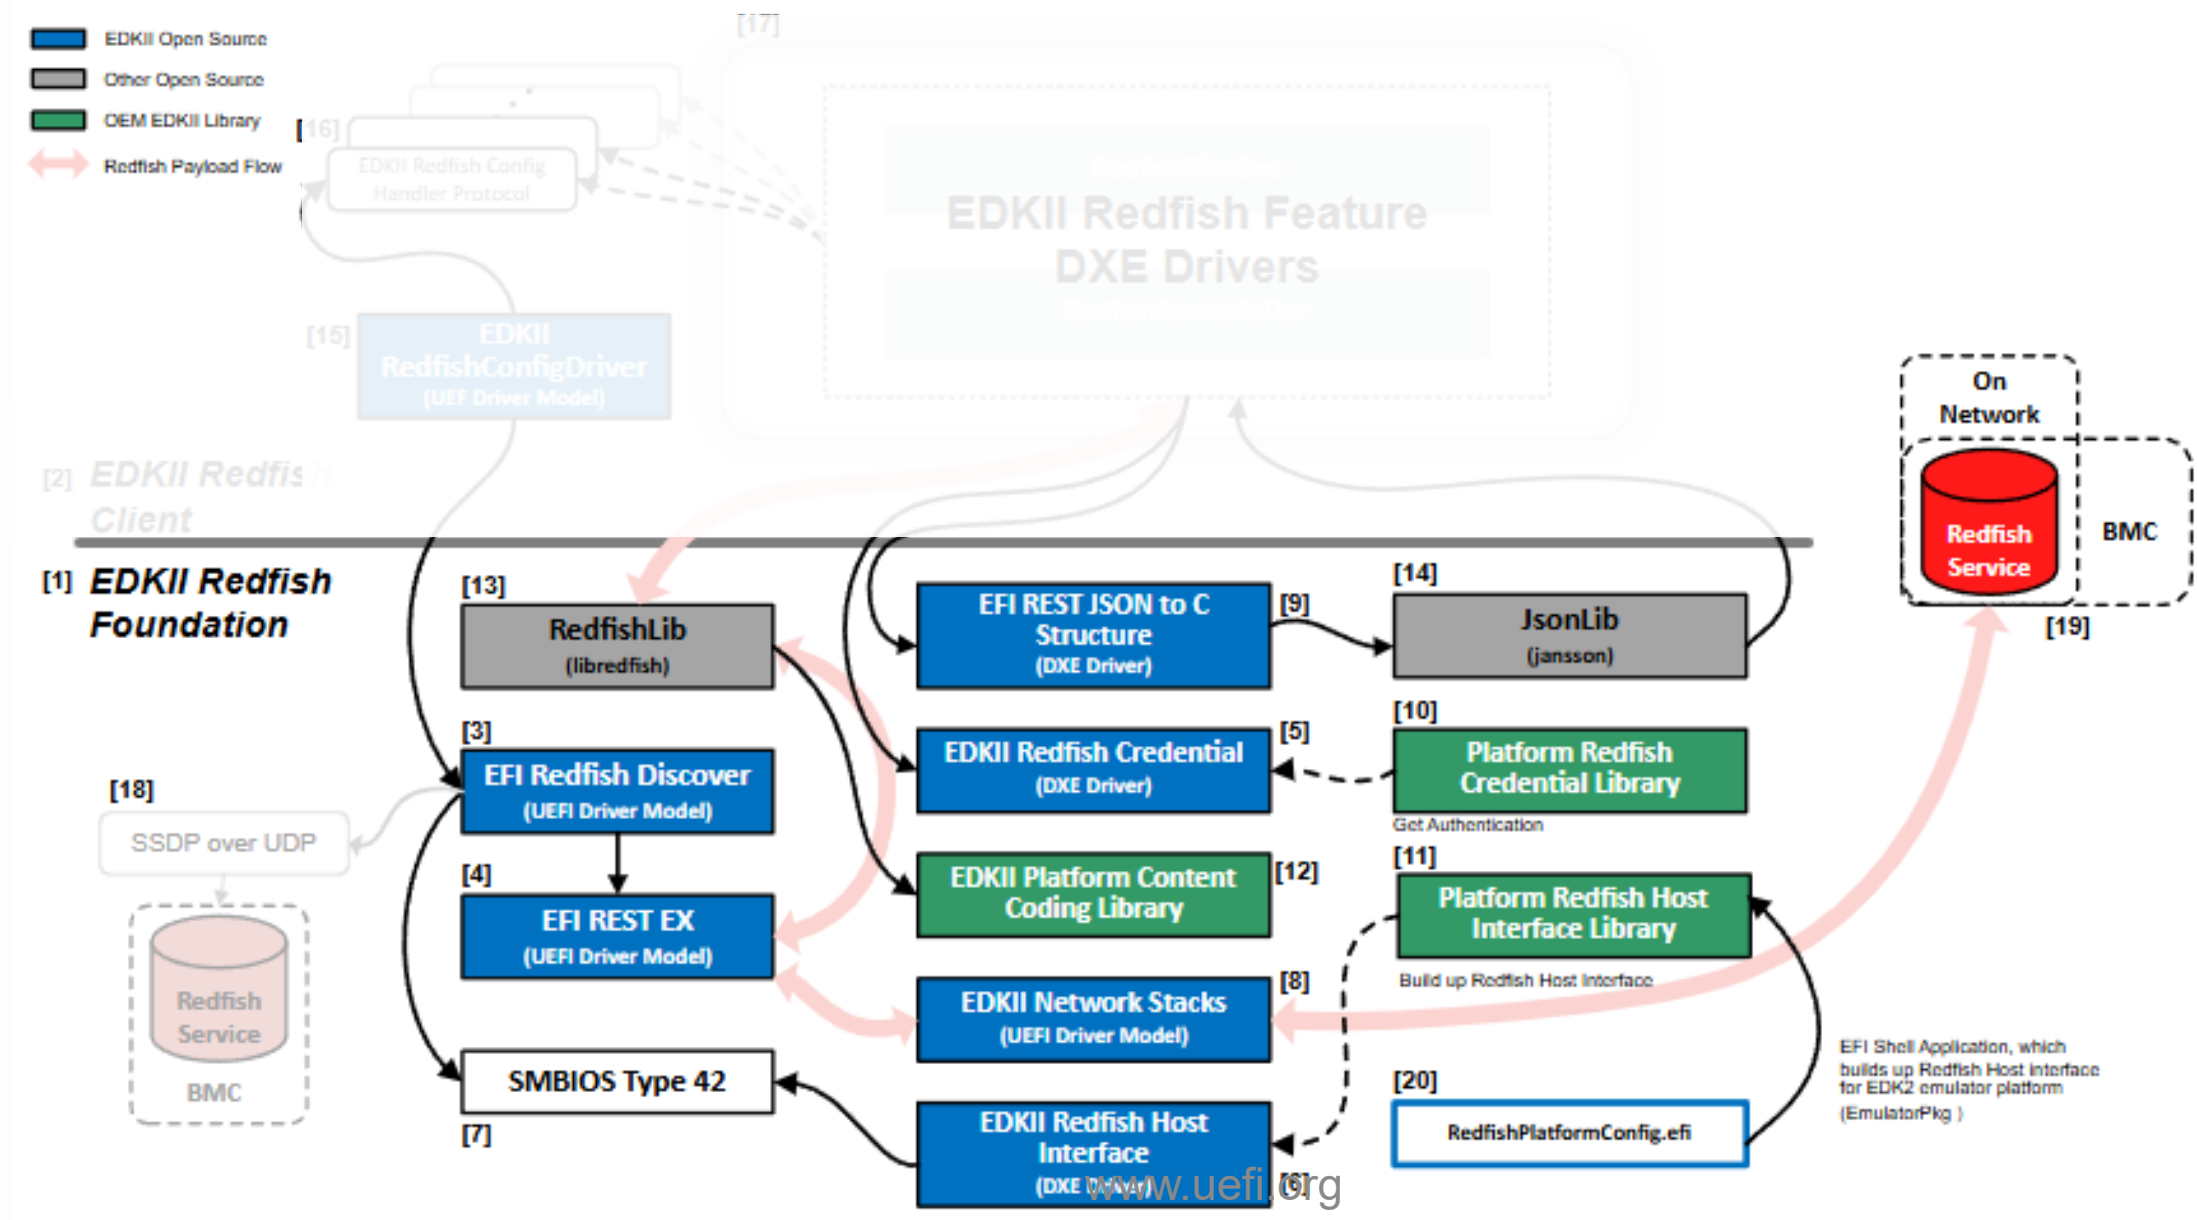 EDKII Open Source
Other Open Source
OEM EDKII Library
Redfish Payload Flow
[17]
[16]
EDKII Redfish Config
Handler Protocol
EDKII Redfish Feature
DXE Drivers
[15]
EDKII
RedfishConfigDriver
(UEF Driver Model)
[2]
EDKII Redfish
Client
On
Network
Redfish
Service
BMC
[19]
[1]
EDKII Redfish
Foundation
[13]
RedfishLib
(libredfish)
EFI REST JSON to C
Structure
(DXE Driver)
[9]
[14]
JsonLib
(jansson)
[3]
EFI Redfish Discover
(UEFI Driver Model)
EDKII Redfish Credential
(DXE Driver)
[5]
[10]
Platform Redfish
Credential Library
Get Authentication
[18]
SSDP over UDP
Redfish
Service
BMC
[4]
EFI REST EX
(UEFI Driver Model)
EDKII Platform Content
Coding Library
[12]
[11]
Platform Redfish Host
Interface Library
Build up Redfish Host Interface
EDKII Network Stacks
(UEFI Driver Model)
[8]
SMBIOS Type 42
[7]
EDKII Redfish Host
Interface
(DXE Driver)
[6]
[20]
RedfishPlatformConfig.efi
EFI Shell Application, which
builds up Redfish Host interface
for EDK2 emulator platform
(EmulatorPkg )
www.uefi.org